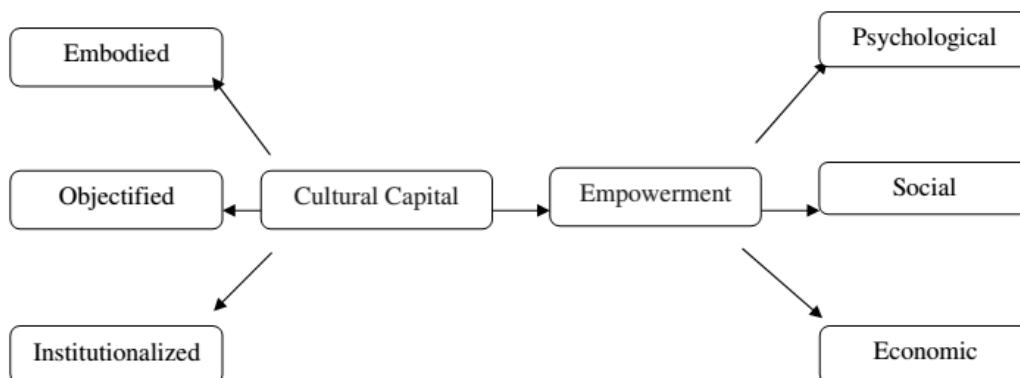 Embodied
Psychological
Objectified
Cultural Capital
Empowerment
Social
Institutionalized
Economic